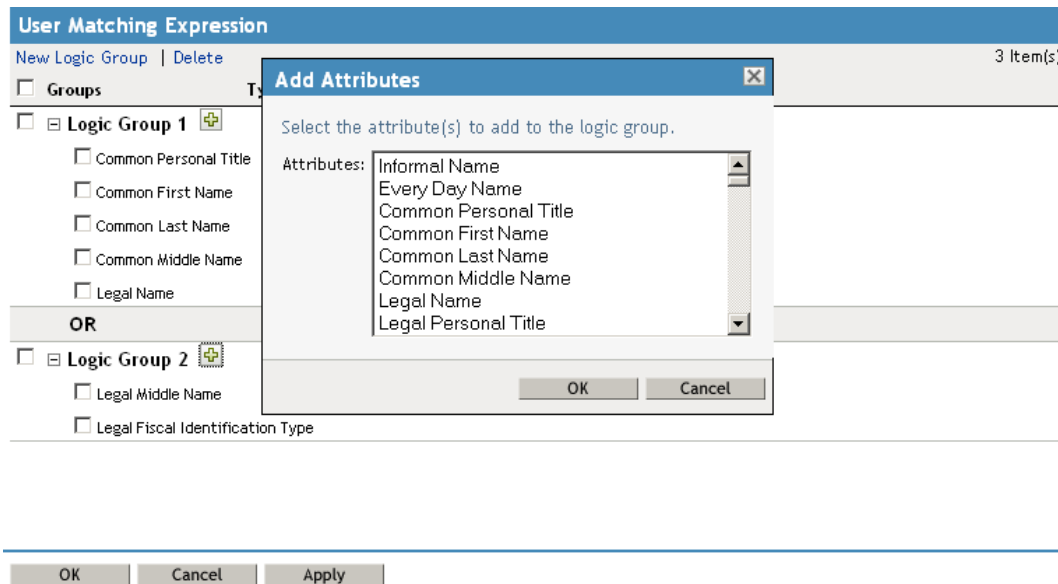 User Matching Expression
New Logic Group | Delete
3 Item(s)
Groups
Logic Group 1
Common Personal Title
Common First Name
Common Last Name
Common Middle Name
Legal Name
OR
Logic Group 2
Legal Middle Name
Legal Fiscal Identification Type
Add Attributes
Select the attribute(s) to add to the logic group.
Attributes:
Informal Name
Every Day Name
Common Personal Title
Common First Name
Common Last Name
Common Middle Name
Legal Name
Legal Personal Title
OK Cancel
OK Cancel Apply